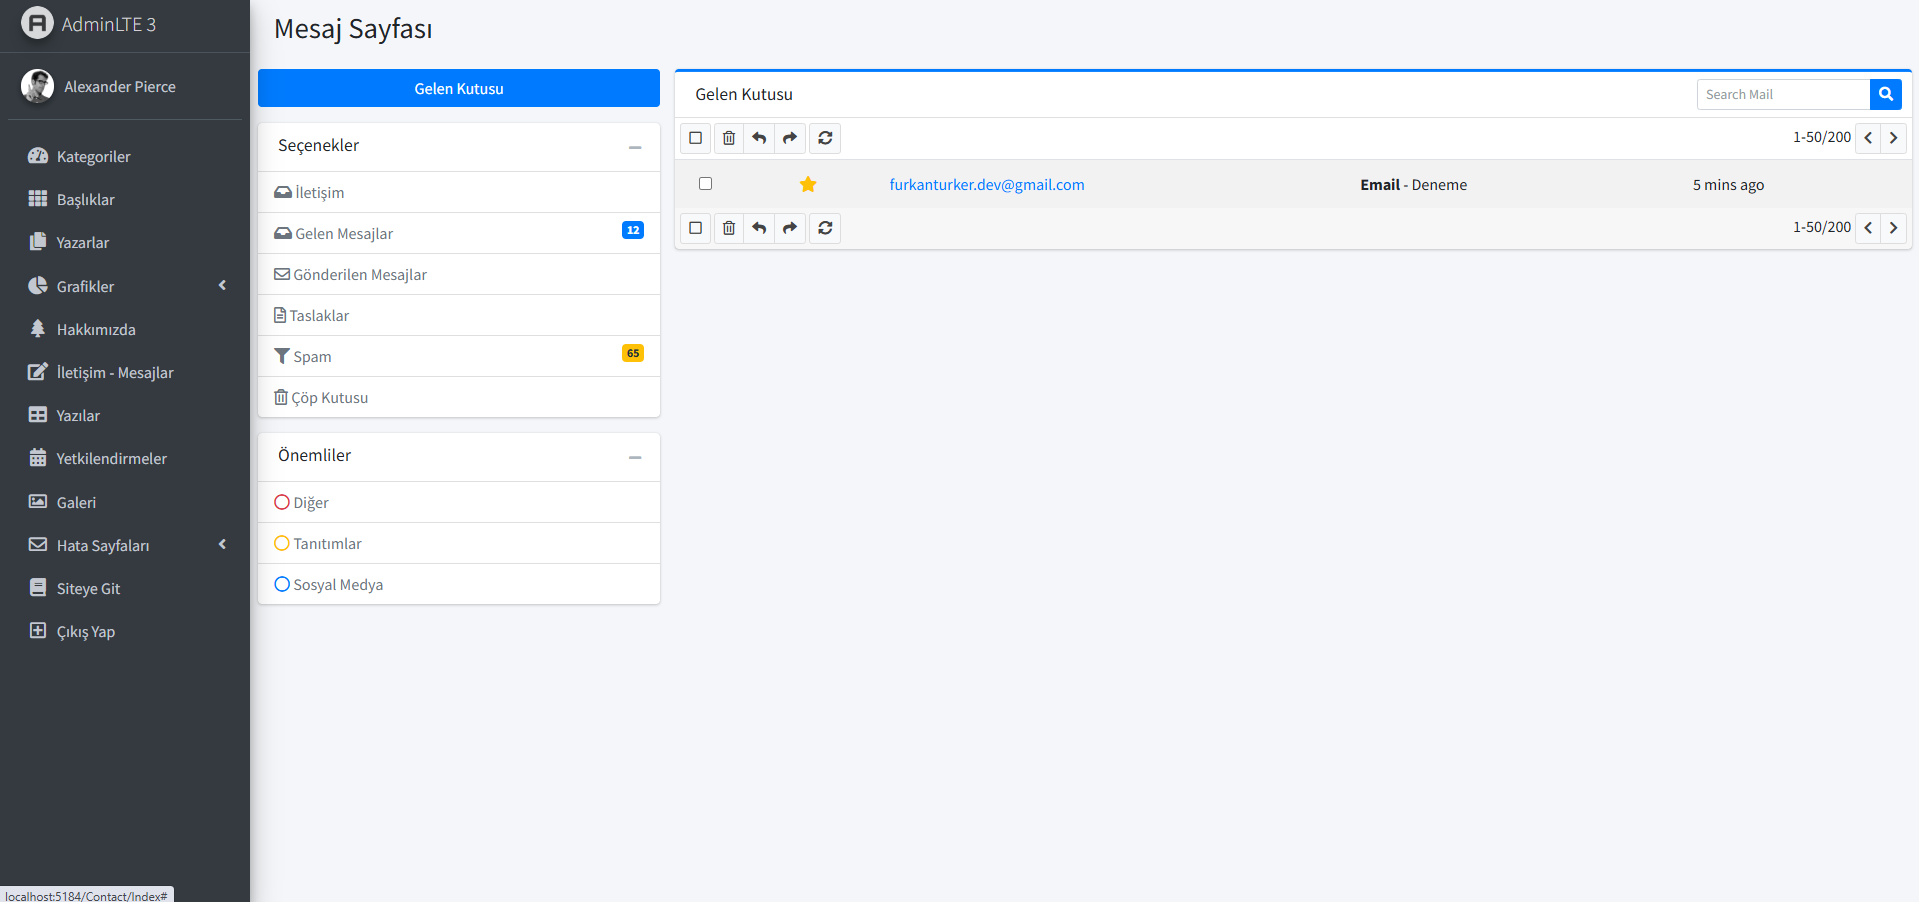 AdminLTE 3
Alexander Pierce
Kategoriler
Başlıklar
Yazarlar
Grafikler
Hakkımızda
İletişim - Mesajlar
Yazılar
Yetkilendirmeler
Galeri
Hata Sayfaları
Siteye Git
Çıkış Yap
localhost:5184/Contact/Index#
Mesaj Sayfası
Gelen Kutusu
Seçenekler
İletişim
Gelen Mesajlar 12
Gönderilen Mesajlar
Taslaklar
Spam 65
Çöp Kutusu
Önemliler
Diğer
Tanıtımlar
Sosyal Medya
Gelen Kutusu Search Mail
1-50/200
furkanturker.dev@gmail.com Email - Deneme 5 mins ago
1-50/200